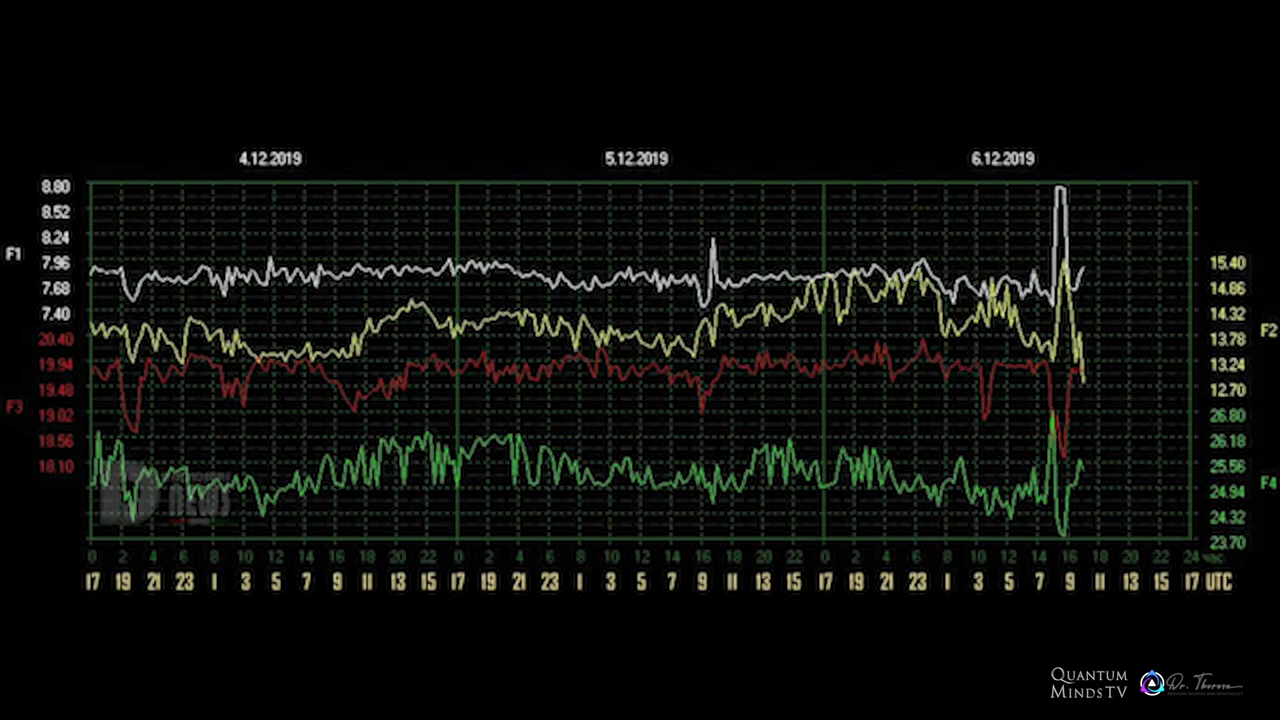 4.12.2019 5.12.2019 6.12.2019
8.80
8.52
8.24
F1
7.96
7.68
7.40
20.40
19.94
19.48
F3
19.02
18.56
18.10
15.40
14.86
14.32
F2
13.78
13.24
12.70
26.80
26.18
25.56
F4
24.94
24.32
23.70
news
0 2 4 6 8 10 12 14 16 18 20 22 0 2 4 6 8 10 12 14 16 18 20 22 0 2 4 6 8 10 12 14 16 18 20 22 24
17 19 21 23 1 3 5 7 9 11 13 15 17 19 21 23 1 3 5 7 9 11 13 15 17 19 21 23 1 3 5 7 9 11 13 15 17 UTC
QUANTUM
MINDS TV
Dr. Theresa